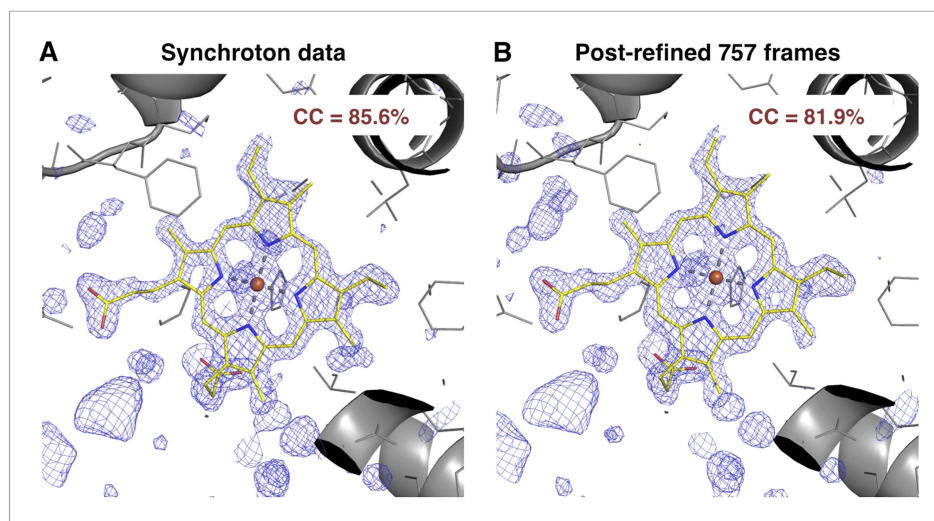 A
Synchroton data
CC = 85.6%
B
Post-refined 757 frames
CC = 81.9%